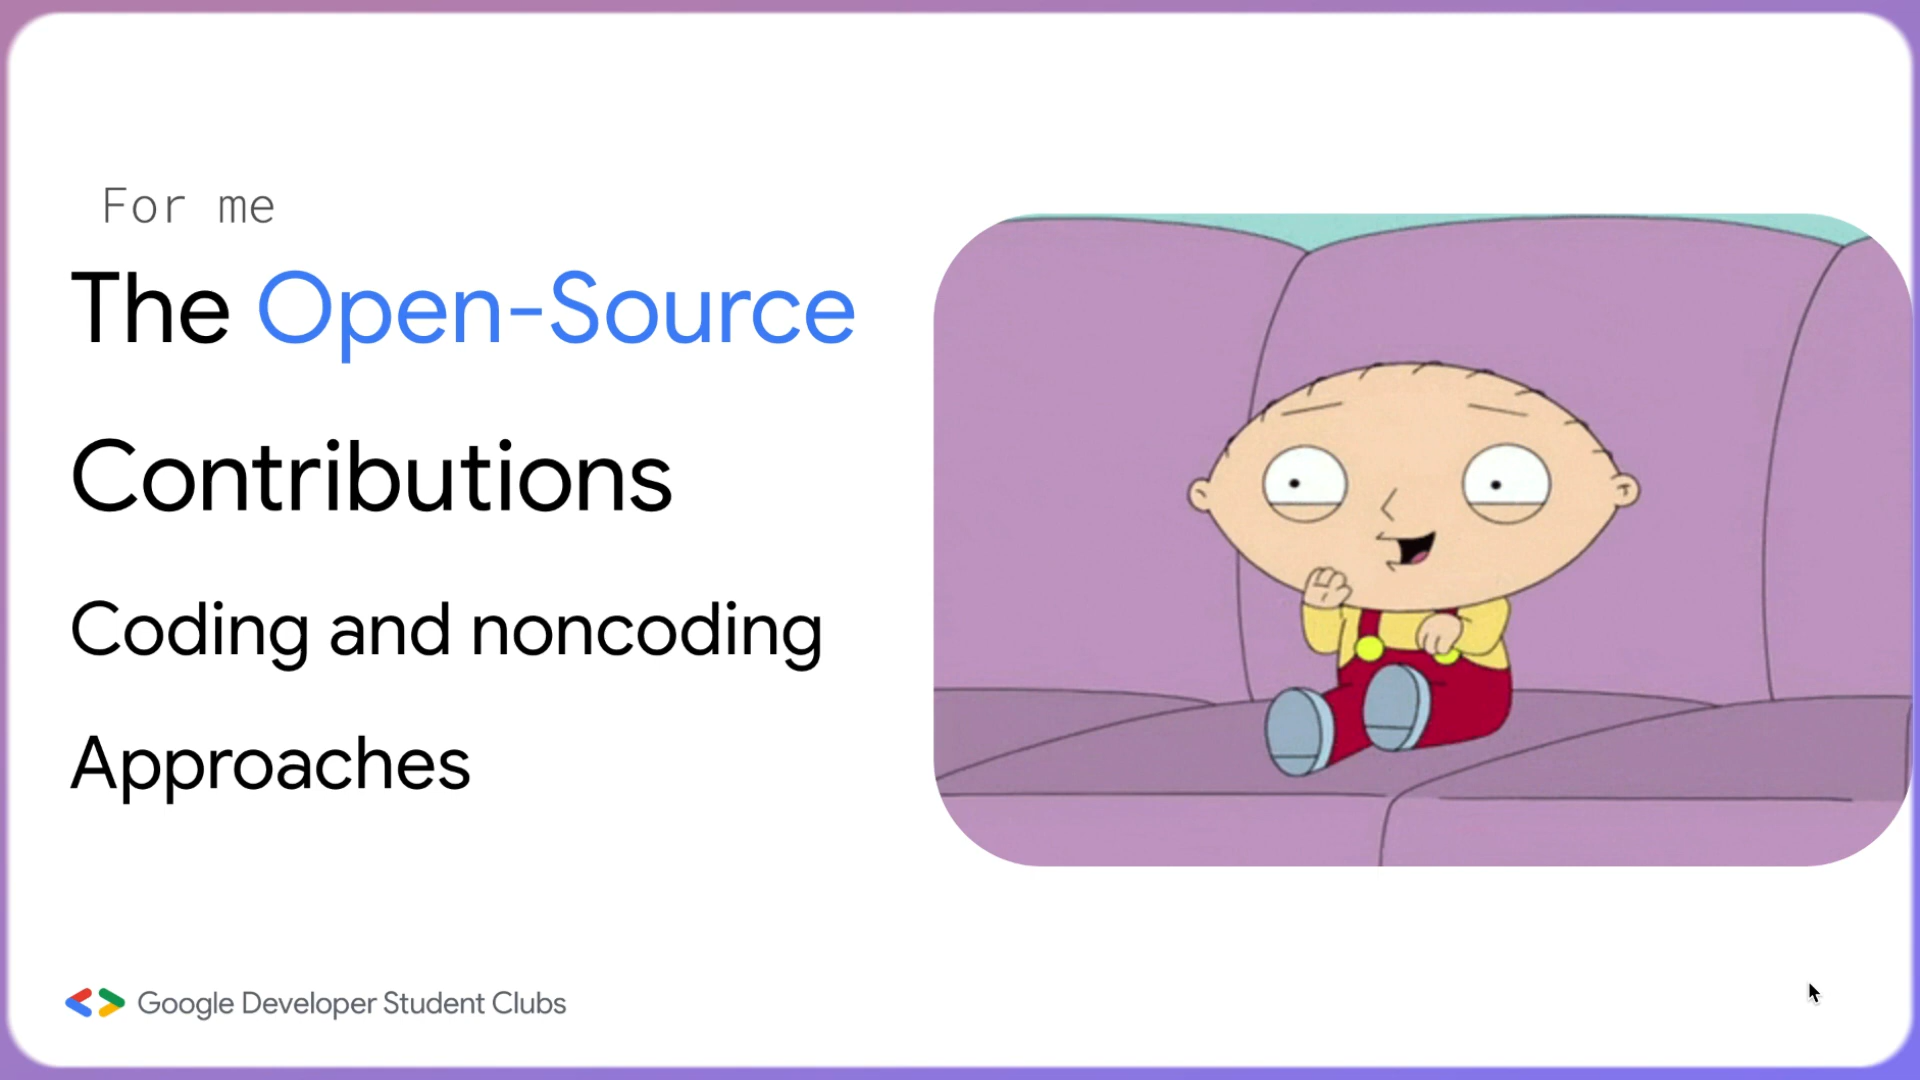 For me
The Open-Source
Contributions
Coding and noncoding
Approaches
Google Developer Student Clubs